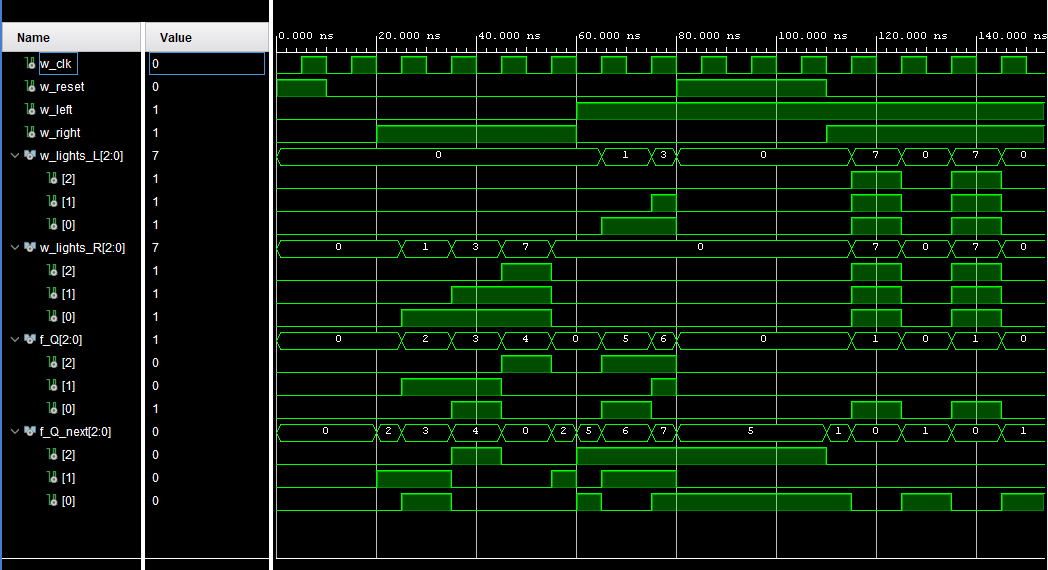 Name Value 0.000 ns 20.000 ns 40.000 ns 60.000 ns 80.000 ns 100.000 ns 120.000 ns 140.000 ns
w_clk 0
w_reset 0
w_left 1
w_right 1
w_lights_L[2:0] 7 0 1 3 0 7 0 7 0
[2] 1
[1] 1
[0] 1
w_lights_R[2:0] 7 0 1 3 7 0 7 0 7 0
[2] 1
[1] 1
[0] 1
f_Q[2:0] 1 0 2 3 4 0 5 6 0 1 0 1 0
[2] 0
[1] 0
[0] 1
f_Q_next[2:0] 0 0 2 3 4 0 2 5 6 7 5 1 0 1 0 1
[2] 0
[1] 0
[0] 0